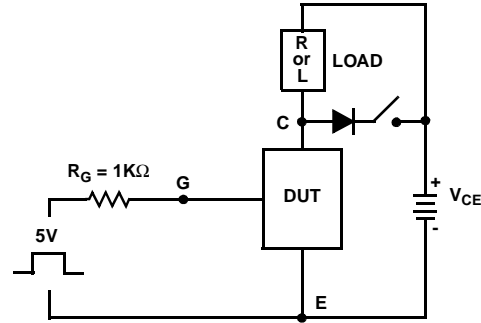 R
or
L
LOAD
C
R_G = 1KΩ
G
DUT
+
V_CE
-
5V
E